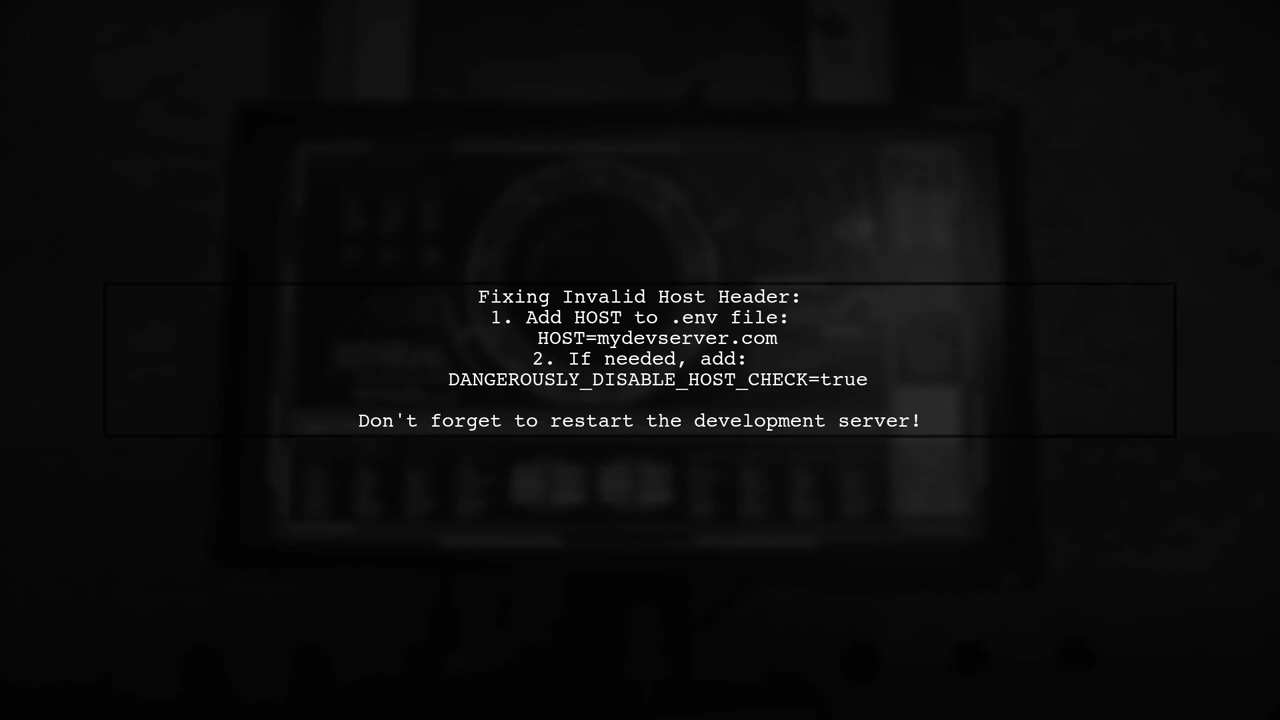 Fixing Invalid Host Header:
1. Add HOST to .env file:
HOST=mydevserver.com
2. If needed, add:
DANGEROUSLY_DISABLE_HOST_CHECK=true
Don't forget to restart the development server!